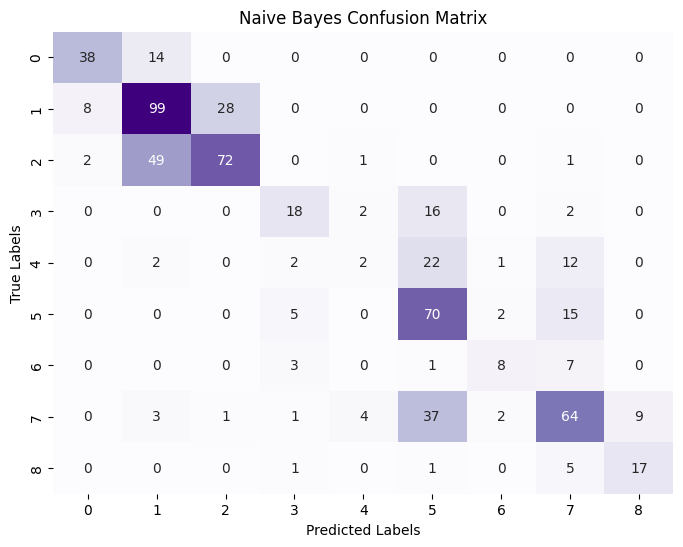 Naive Bayes Confusion Matrix
0 38 14 0 0 0 0 0 0 0
1 8 99 28 0 0 0 0 0 0
2 2 49 72 0 1 0 0 1 0
3 0 0 0 18 2 16 0 2 0
4 0 2 0 2 2 22 1 12 0
5 0 0 0 5 0 70 2 15 0
6 0 0 0 3 0 1 8 7 0
7 0 3 1 1 4 37 2 64 9
8 0 0 0 1 0 1 0 5 17
0 1 2 3 4 5 6 7 8
Predicted Labels
True Labels